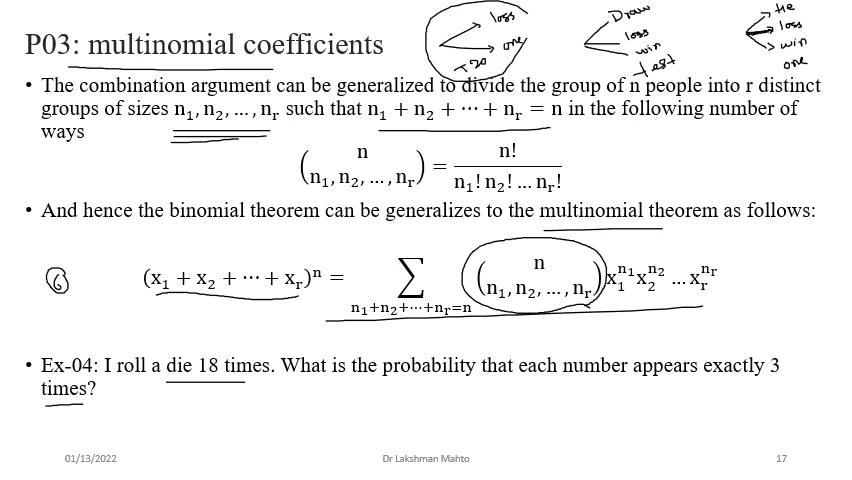 loss
one
T20
Draw
loss
win
test
tie
loss
win
one
P03: multinomial coefficients
• The combination argument can be generalized to divide the group of n people into r distinct
groups of sizes n₁, n₂, ..., nᵣ such that n₁ + n₂ + ⋯ + nᵣ = n in the following number of
ways
(n
n₁, n₂, ..., nᵣ) = n! / n₁! n₂! ... nᵣ!
• And hence the binomial theorem can be generalizes to the multinomial theorem as follows:
⑥ (x₁ + x₂ + ⋯ + xᵣ)ⁿ = ∑ n₁+n₂+⋯+nᵣ=n (n
n₁, n₂, ..., nᵣ) x₁^n₁ x₂^n₂ ... xᵣ^nᵣ
• Ex-04: I roll a die 18 times. What is the probability that each number appears exactly 3
times?
01/13/2022 Dr Lakshman Mahto 17